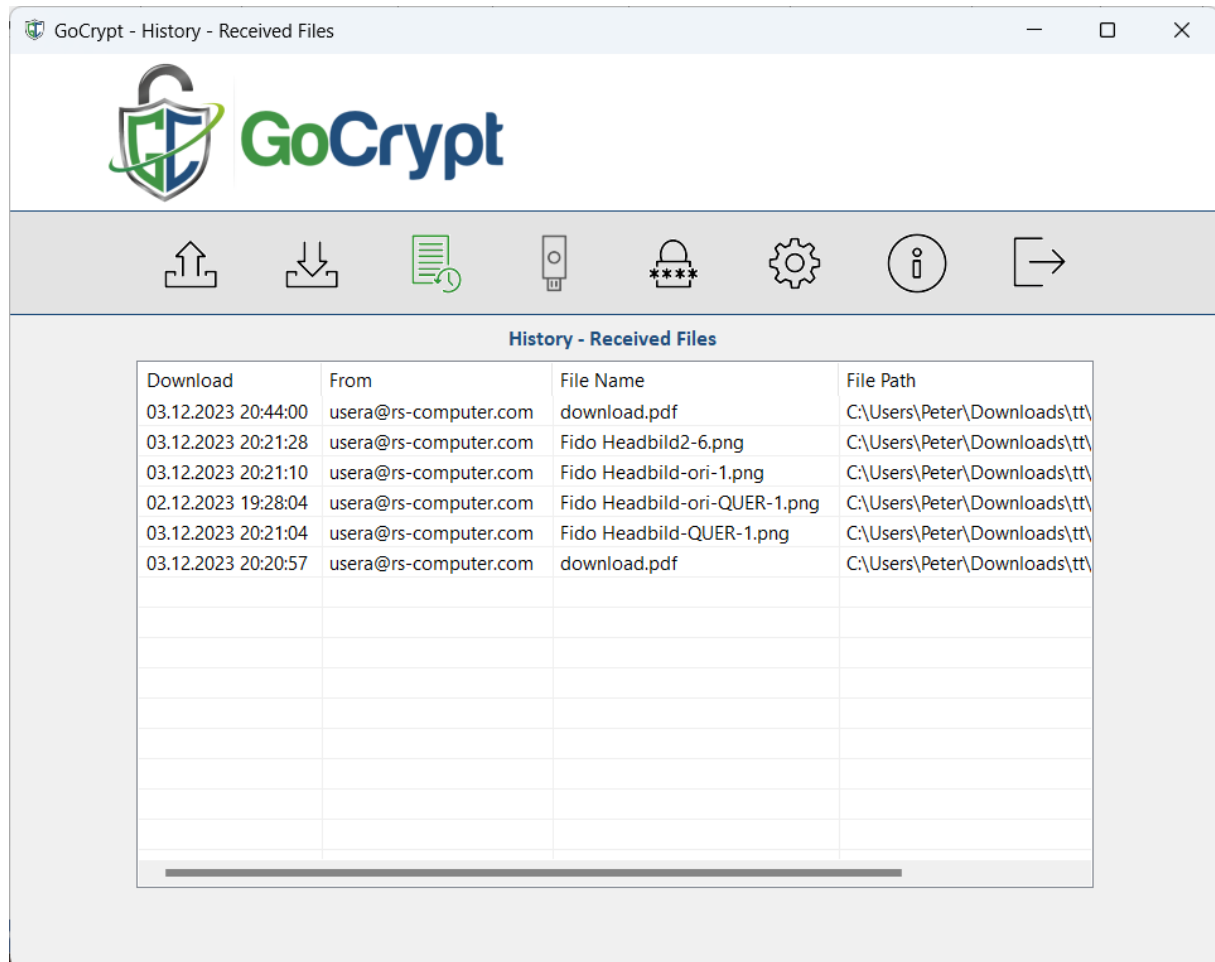 GoCrypt - History - Received Files
GoCrypt
****
History - Received Files
Download From File Name File Path
03.12.2023 20:44:00 usera@rs-computer.com download.pdf C:\Users\Peter\Downloads\tt\
03.12.2023 20:21:28 usera@rs-computer.com Fido Headbild2-6.png C:\Users\Peter\Downloads\tt\
03.12.2023 20:21:10 usera@rs-computer.com Fido Headbild-ori-1.png C:\Users\Peter\Downloads\tt\
02.12.2023 19:28:04 usera@rs-computer.com Fido Headbild-ori-QUER-1.png C:\Users\Peter\Downloads\tt\
03.12.2023 20:21:04 usera@rs-computer.com Fido Headbild-QUER-1.png C:\Users\Peter\Downloads\tt\
03.12.2023 20:20:57 usera@rs-computer.com download.pdf C:\Users\Peter\Downloads\tt\